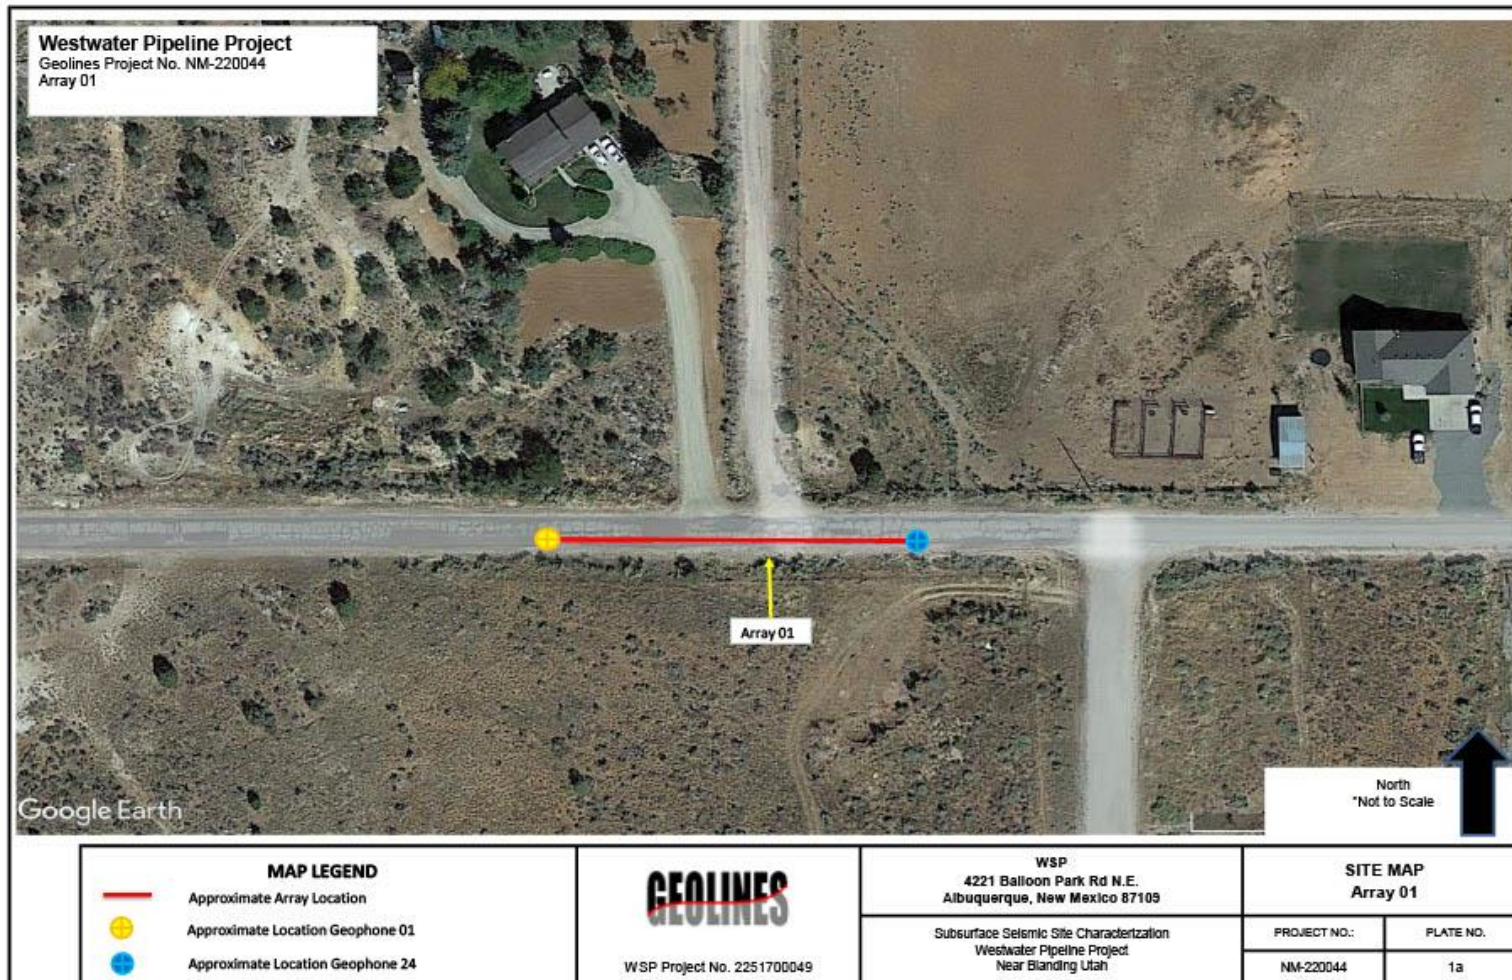 Westwater Pipeline Project
Geolines Project No. NM-220044
Array 01
Array 01
Google Earth
North
*Not to Scale
MAP LEGEND
Approximate Array Location
Approximate Location Geophone 01
Approximate Location Geophone 24
GEOLINES
WSP Project No. 2251700049
WSP
4221 Balloon Park Rd N.E.
Albuquerque, New Mexico 87109
Subsurface Seismic Site Characterization
Westwater Pipeline Project
Near Blanding Utah
SITE MAP
Array 01
PROJECT NO.:
PLATE NO.
NM-220044
1a